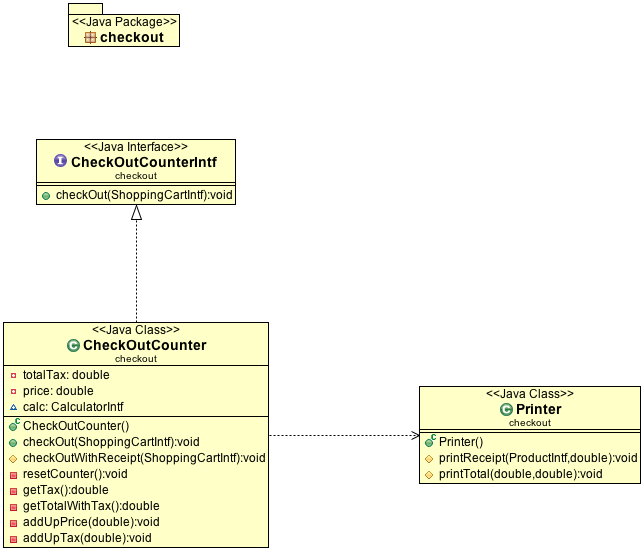 <<Java Package>>
checkout
<<Java Interface>>
I CheckOutCounterIntf
checkout
checkOut(ShoppingCartIntf):void
<<Java Class>>
C CheckOutCounter
checkout
totalTax: double
price: double
calc: CalculatorIntf
c CheckOutCounter()
checkOut(ShoppingCartIntf):void
checkOutWithReceipt(ShoppingCartIntf):void
resetCounter():void
getTax():double
getTotalWithTax():double
addUpPrice(double):void
addUpTax(double):void
<<Java Class>>
C Printer
checkout
c Printer()
printReceipt(ProductIntf,double):void
printTotal(double,double):void